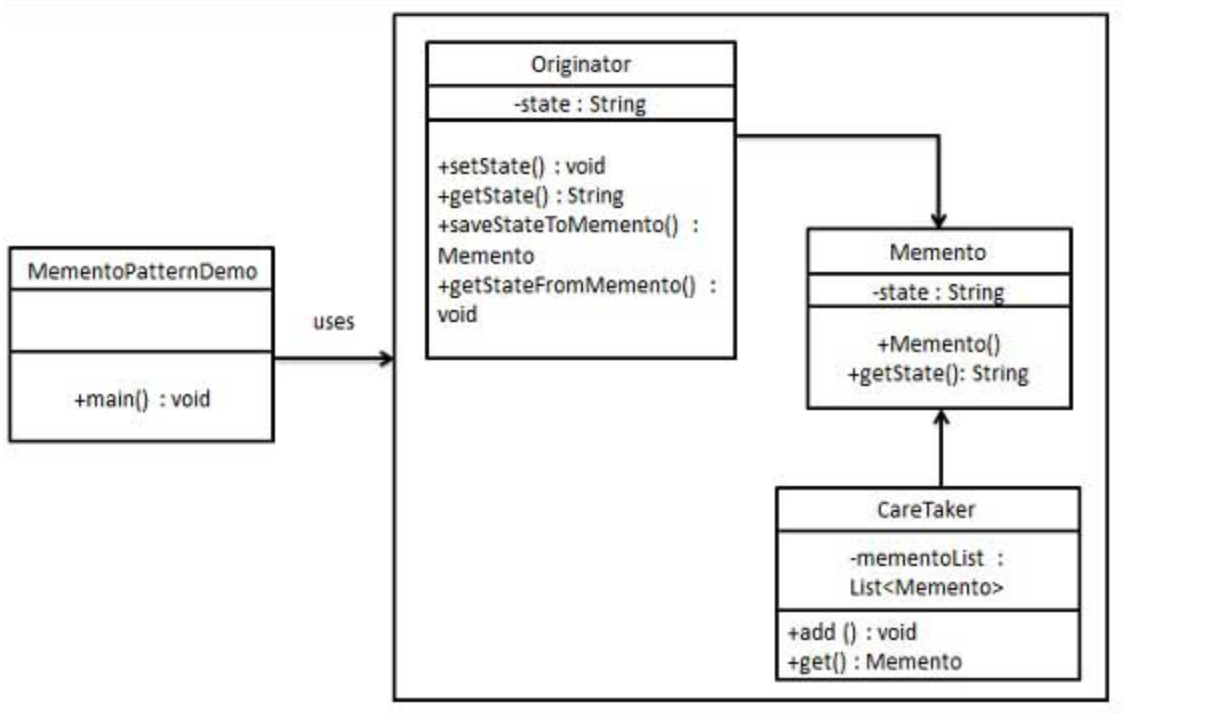 MementoPatternDemo
+main() : void
uses
Originator
-state : String
+setState() : void
+getState() : String
+saveStateToMemento() :
Memento
+getStateFromMemento() :
void
Memento
-state : String
+Memento()
+getState(): String
CareTaker
-mementoList :
List<Memento>
+add () : void
+get() : Memento